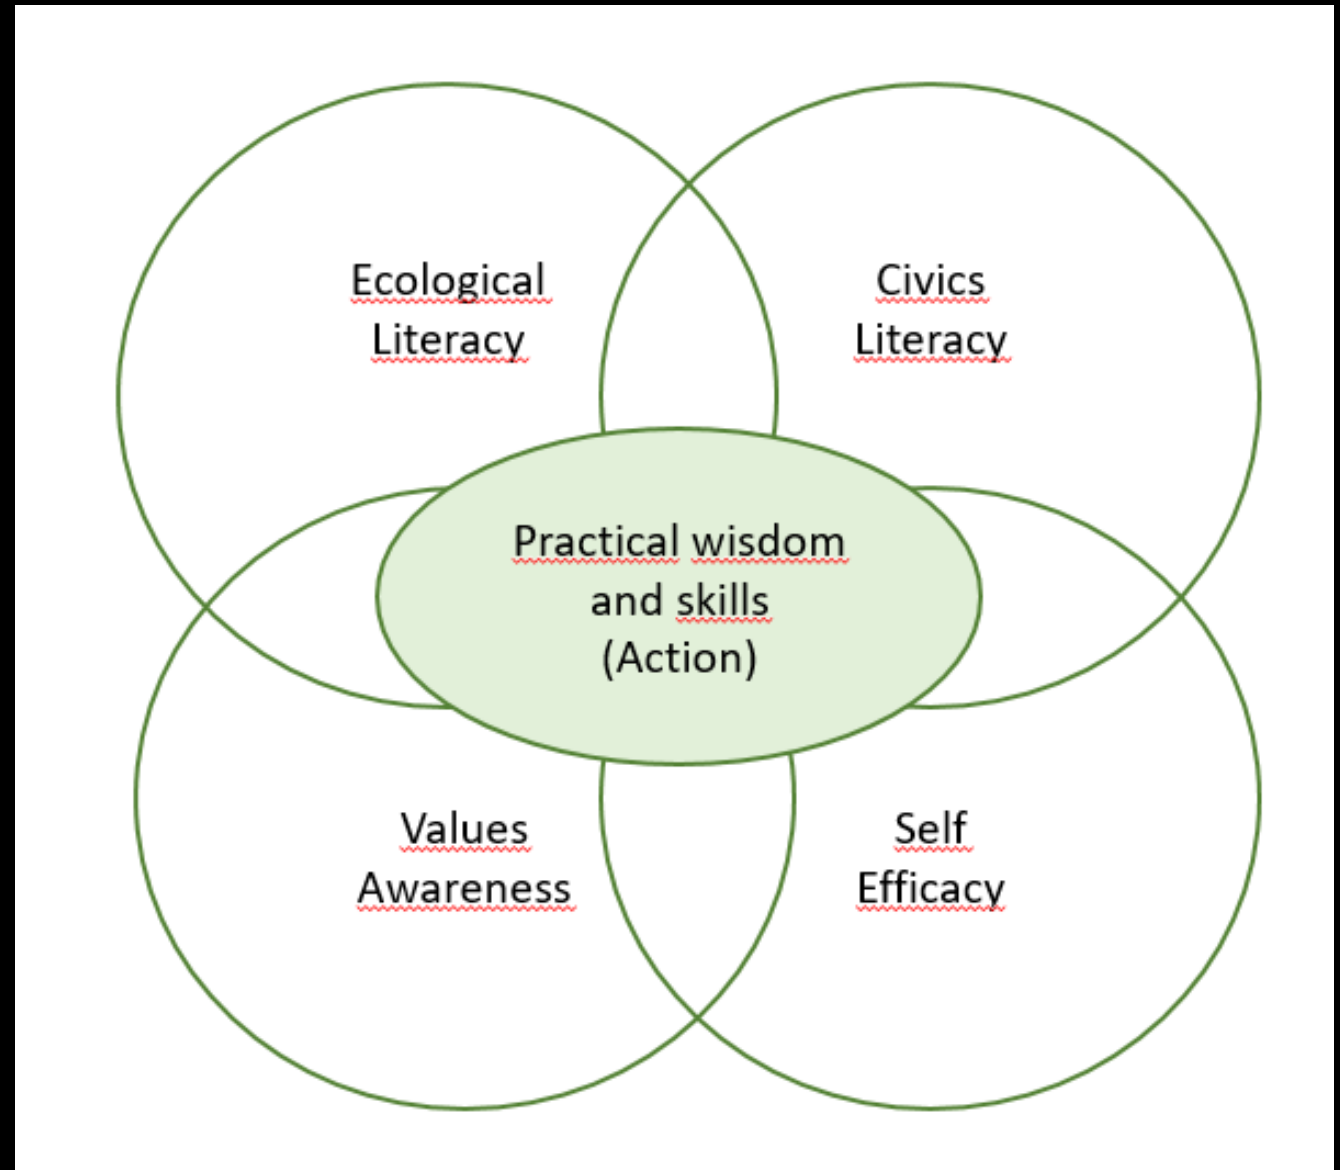 Ecological
Literacy
Civics
Literacy
Practical wisdom
and skills
(Action)
Values
Awareness
Self
Efficacy